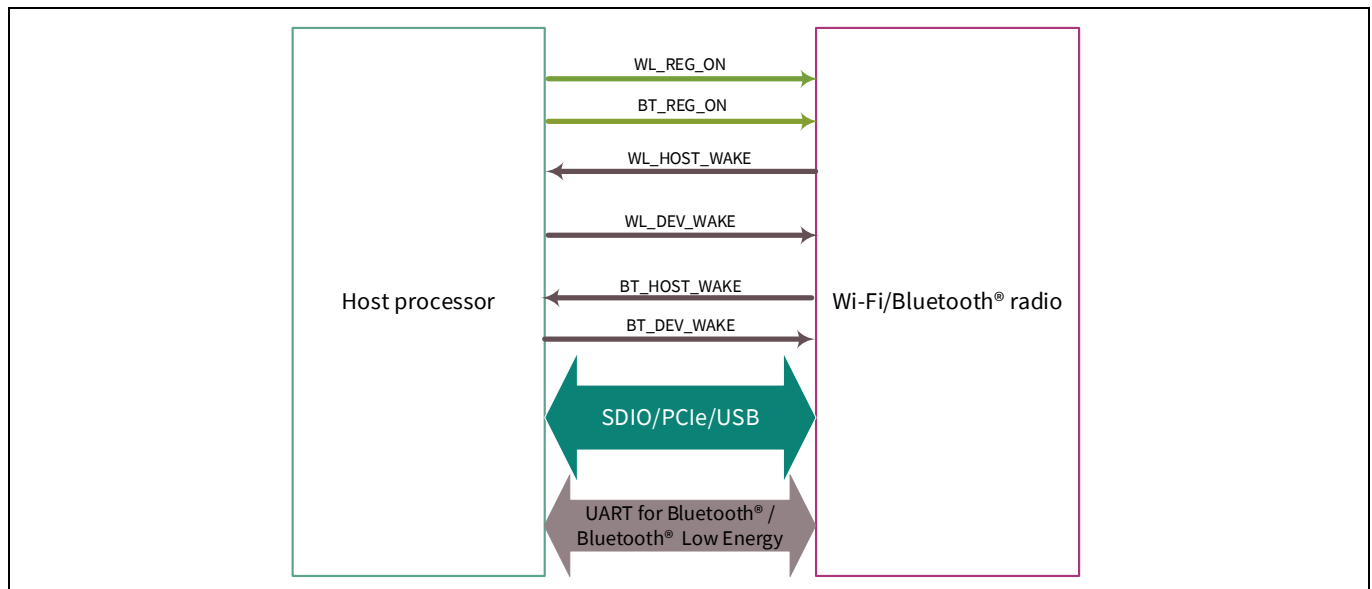 WL_REG_ON
BT_REG_ON
WL_HOST_WAKE
WL_DEV_WAKE
BT_HOST_WAKE
Host processor
Wi-Fi/Bluetooth® radio
BT_DEV_WAKE
SDIO/PCIe/USB
UART for Bluetooth® /
Bluetooth® Low Energy